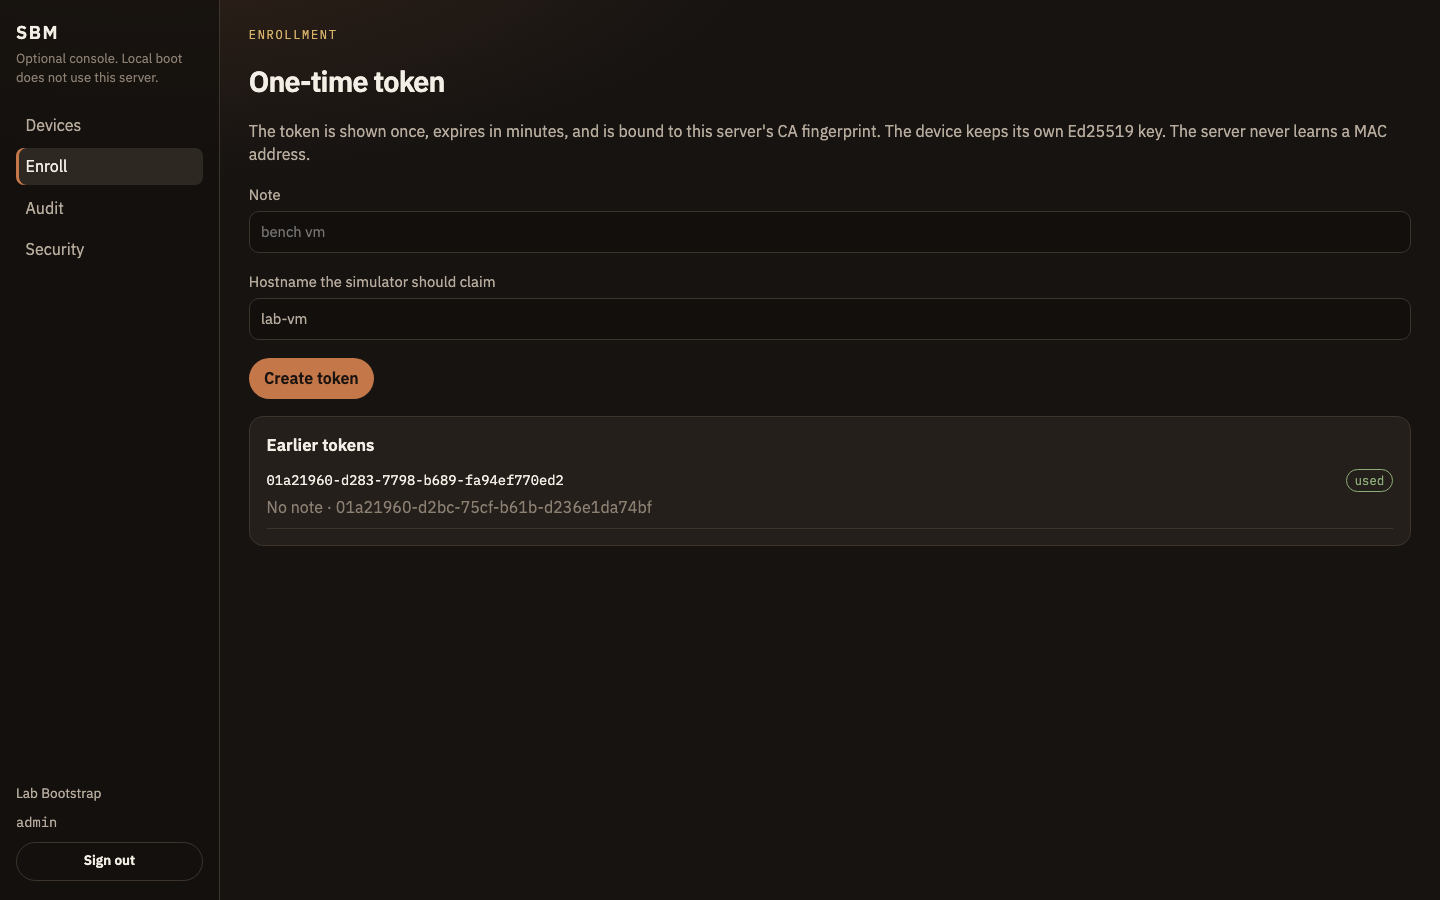 SBM
Optional console. Local boot
does not use this server.
Devices
Enroll
Audit
Security
Lab Bootstrap
admin
Sign out
ENROLLMENT
One-time token
The token is shown once, expires in minutes, and is bound to this server's CA fingerprint. The device keeps its own Ed25519 key. The server never learns a MAC
address.
Note
bench vm
Hostname the simulator should claim
lab-vm
Create token
Earlier tokens
01a21960-d283-7798-b689-fa94ef770ed2
used
No note · 01a21960-d2bc-75cf-b61b-d236e1da74bf